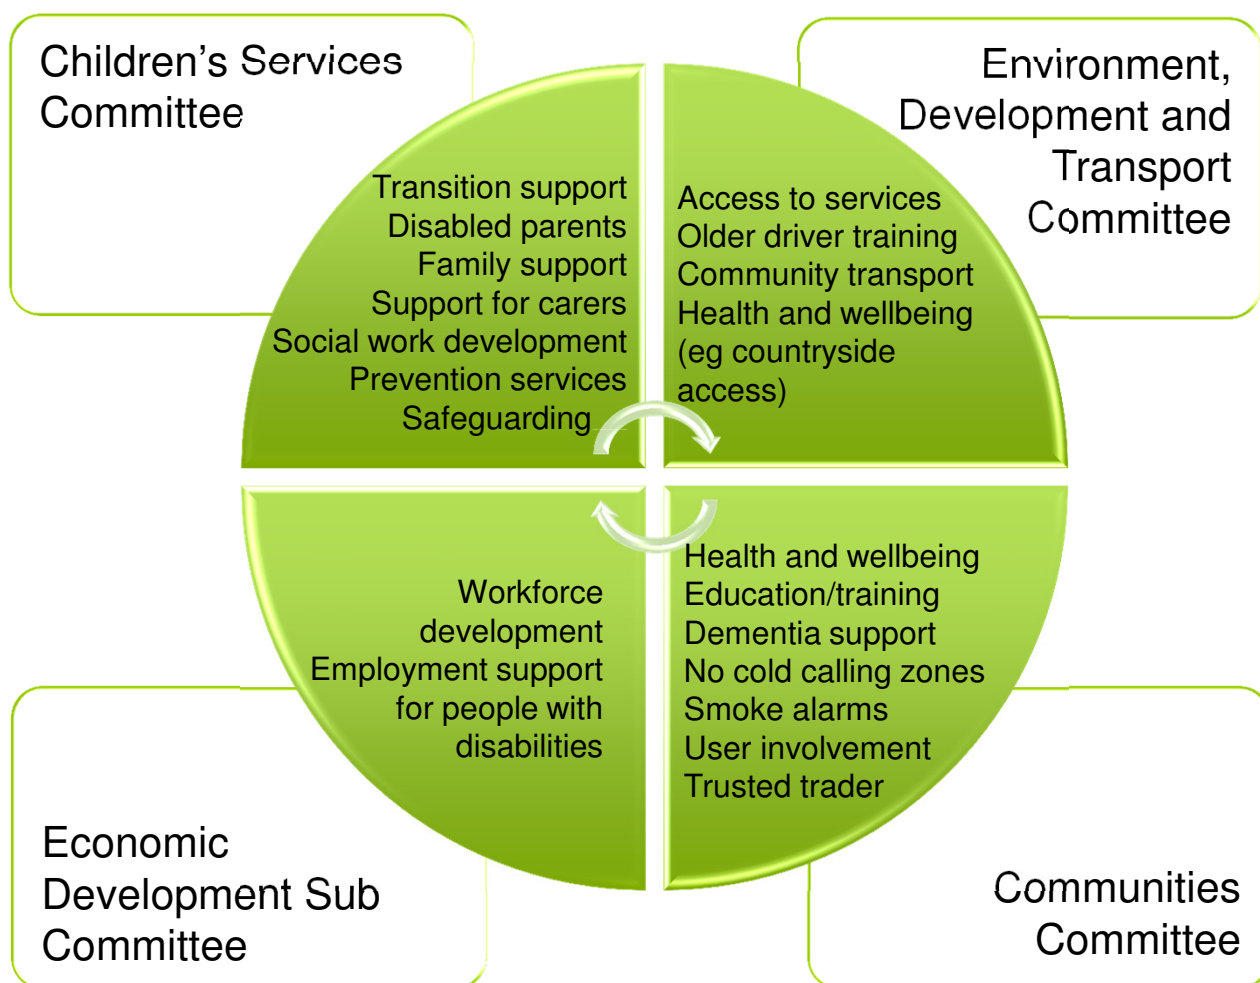 Children's Services
Committee
Transition support
Disabled parents
Family support
Support for carers
Social work development
Prevention services
Safeguarding
Environment,
Development and
Transport
Committee
Access to services
Older driver training
Community transport
Health and wellbeing
(eg countryside
access)
Workforce
development
Employment support
for people with
disabilities
Economic
Development Sub
Committee
Health and wellbeing
Education/training
Dementia support
No cold calling zones
Smoke alarms
User involvement
Trusted trader
Communities
Committee